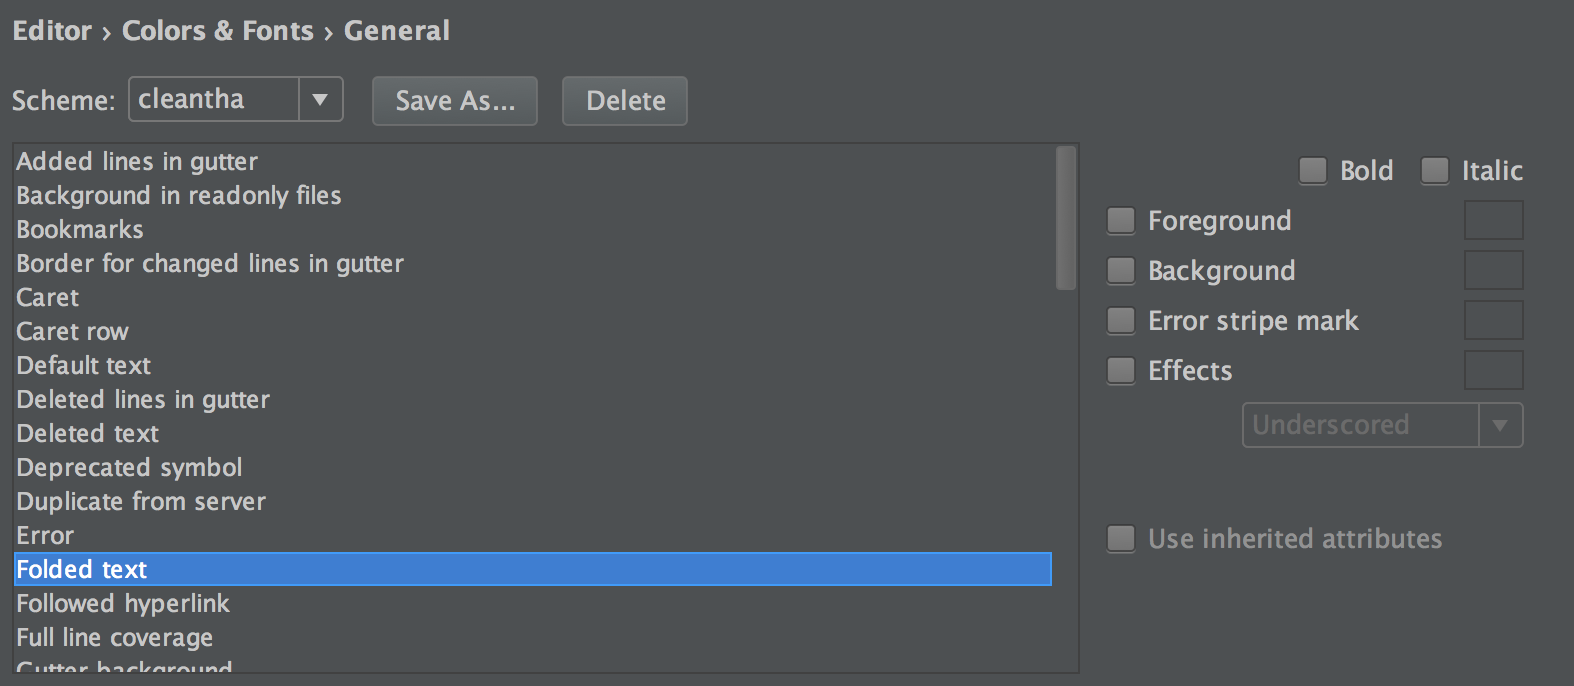 Editor › Colors & Fonts › General
Scheme: cleantha Save As... Delete
Added lines in gutter
Background in readonly files
Bookmarks
Border for changed lines in gutter
Caret
Caret row
Default text
Deleted lines in gutter
Deleted text
Deprecated symbol
Duplicate from server
Error
Folded text
Followed hyperlink
Full line coverage
Gutter background
Bold Italic
Foreground
Background
Error stripe mark
Effects
Underscored
Use inherited attributes